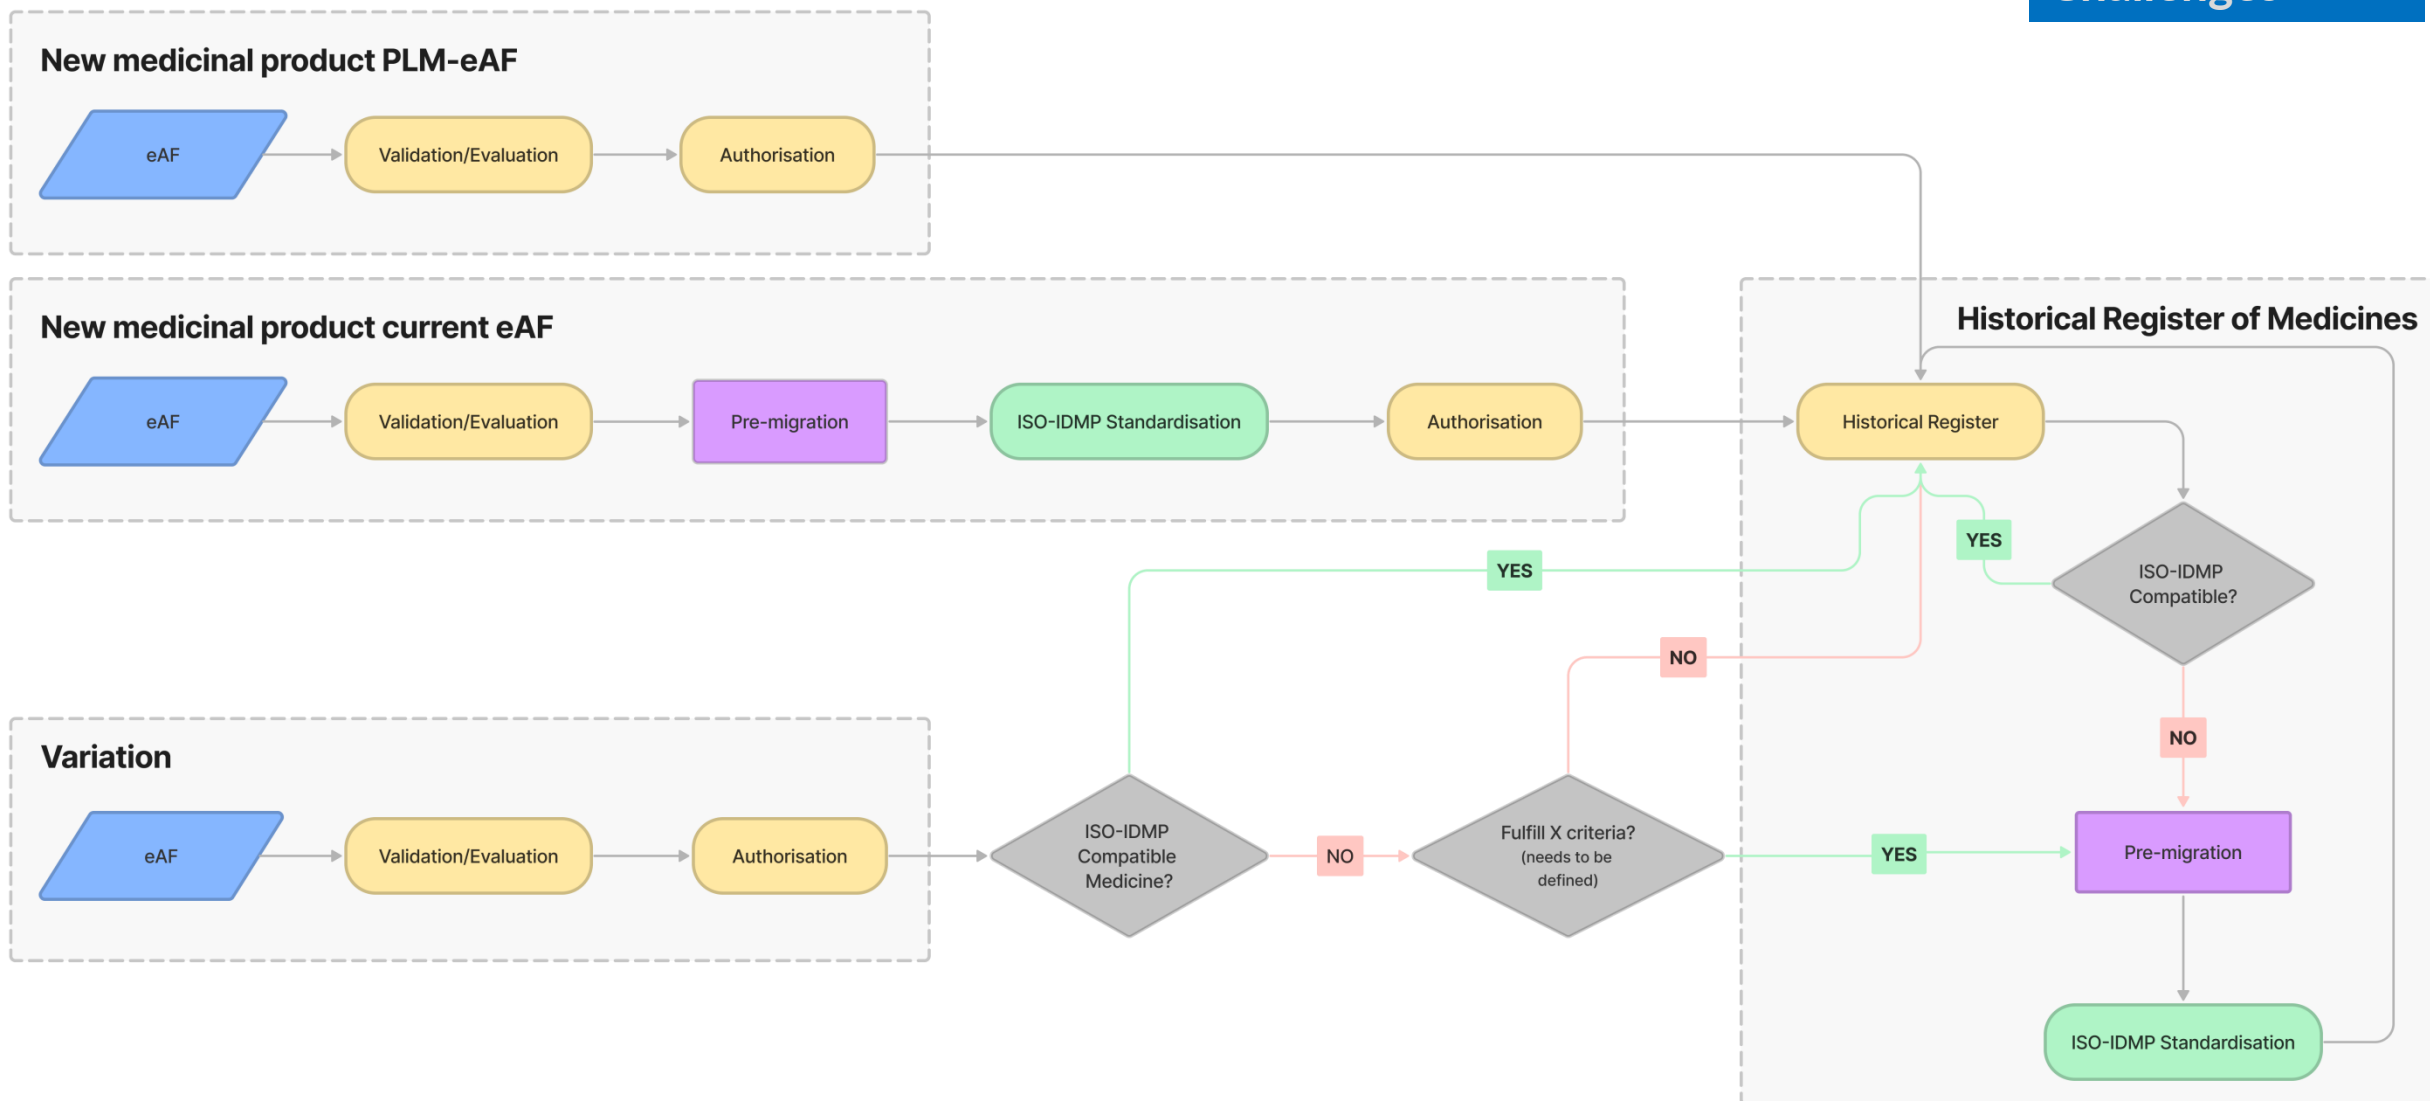 New medicinal product PLM-eAF
eAF
Validation/Evaluation
Authorisation
New medicinal product current eAF
eAF
Validation/Evaluation
Pre-migration
ISO-IDMP Standardisation
Authorisation
Historical Register of Medicines
Historical Register
YES
ISO-IDMP
Compatible?
YES
NO
NO
Variation
eAF
Validation/Evaluation
Authorisation
ISO-IDMP
Compatible
Medicine?
NO
Fulfill X criteria?
(needs to be
defined)
YES
Pre-migration
ISO-IDMP Standardisation